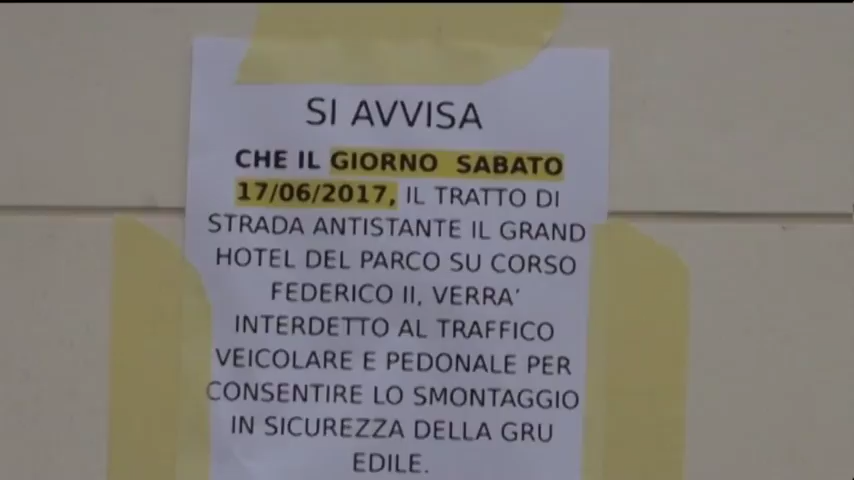 SI AVVISA
CHE IL GIORNO SABATO
17/06/2017, IL TRATTO DI
STRADA ANTISTANTE IL GRAND
HOTEL DEL PARCO SU CORSO
FEDERICO II, VERRA'
INTERDETTO AL TRAFFICO
VEICOLARE E PEDONALE PER
CONSENTIRE LO SMONTAGGIO
IN SICUREZZA DELLA GRU
EDILE.